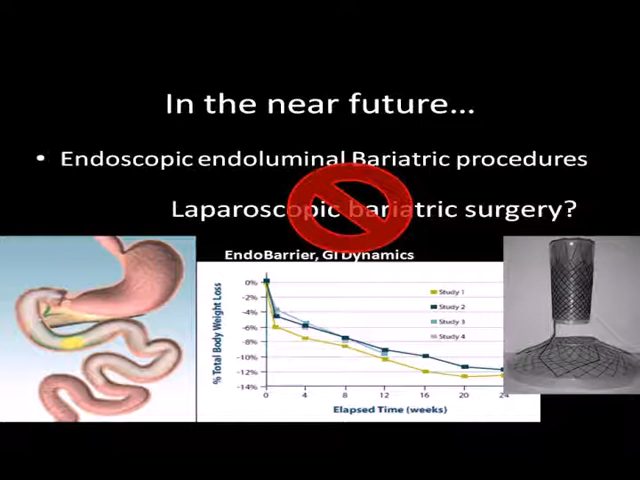 In the near future...
• Endoscopic endoluminal Bariatric procedures
Laparoscopic bariatric surgery?
EndoBarrier, GI Dynamics
% Total Body Weight Loss
0%
-2%
-4%
-6%
-8%
-10%
-12%
-14%
Study 1
Study 2
Study 3
Study 4
0 4 8 12 16 20 24
Elapsed Time (weeks)